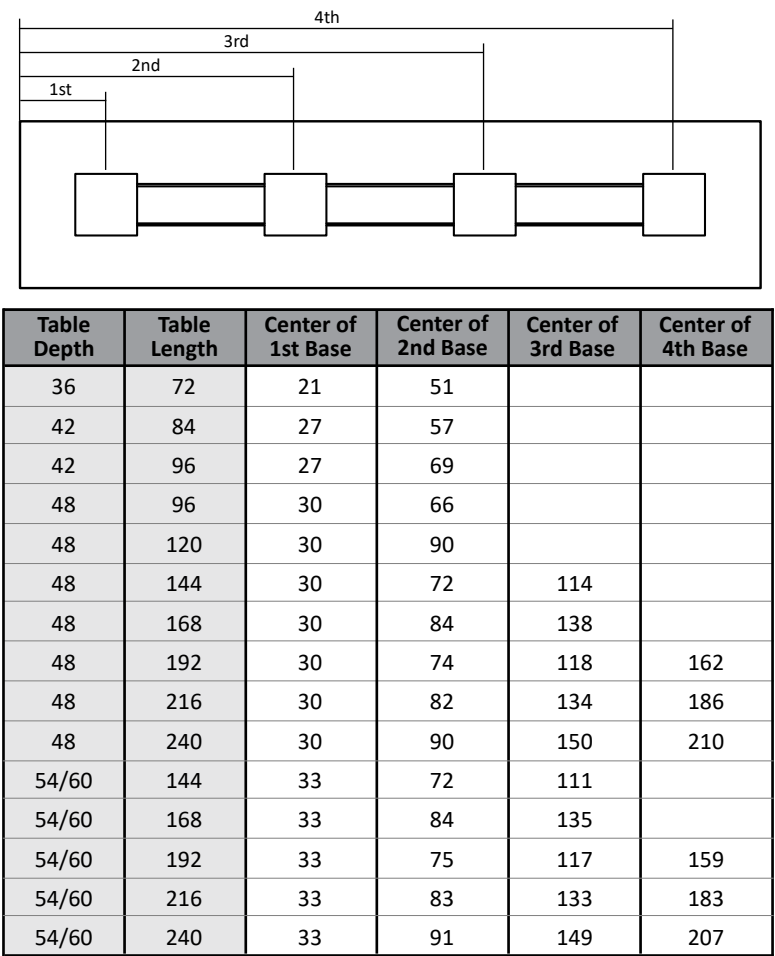 4th
3rd
2nd
1st
Table Depth Table Length Center of 1st Base Center of 2nd Base Center of 3rd Base Center of 4th Base
36 72 21 51
42 84 27 57
42 96 27 69
48 96 30 66
48 120 30 90
48 144 30 72 114
48 168 30 84 138
48 192 30 74 118 162
48 216 30 82 134 186
48 240 30 90 150 210
54/60 144 33 72 111
54/60 168 33 84 135
54/60 192 33 75 117 159
54/60 216 33 83 133 183
54/60 240 33 91 149 207